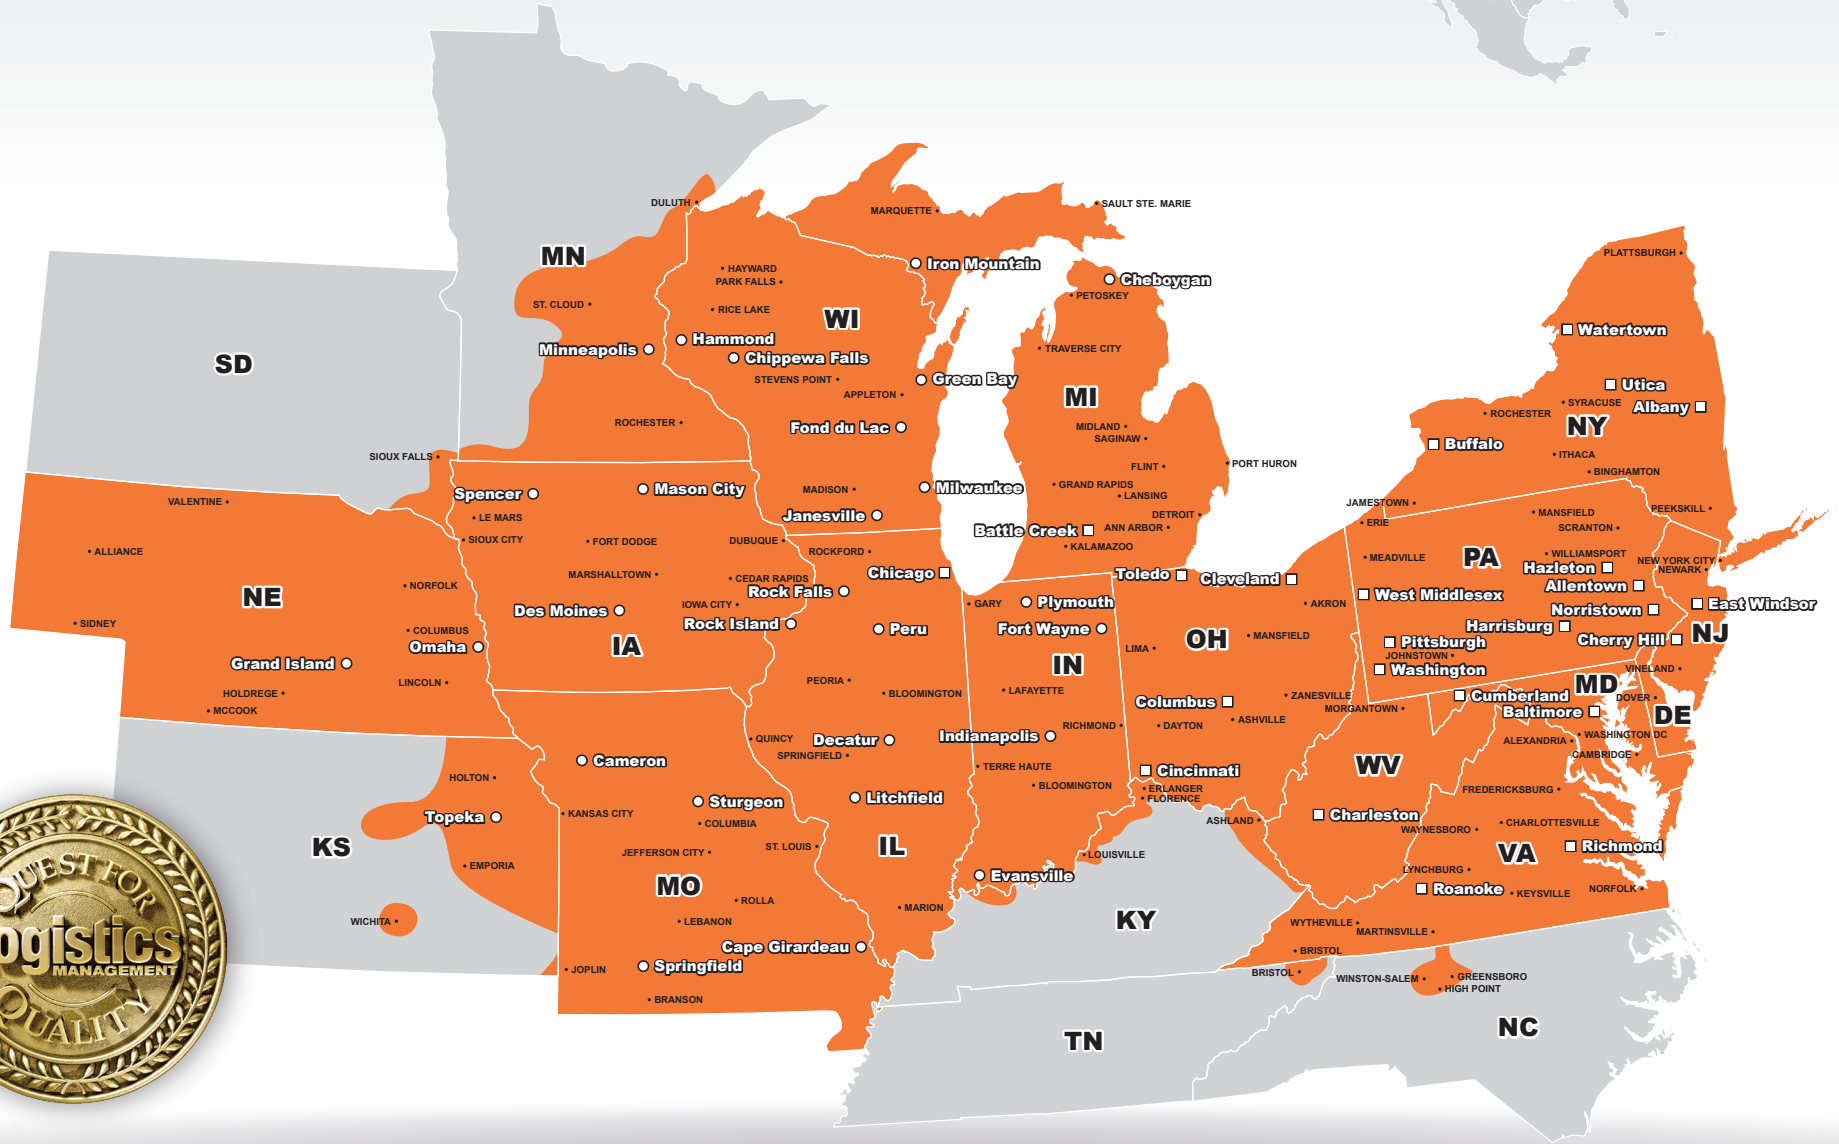 DULUTH
MARQUETTE
SAULT STE. MARIE
MN
Iron Mountain
HAYWARD
PARK FALLS
Cheboygan
PETOSKEY
PLATTSBURGH
ST. CLOUD
RICE LAKE
WI
Hammond
Minneapolis
Chippewa Falls
TRAVERSE CITY
Watertown
SD
STEVENS POINT
Green Bay
APPLETON
MI
Utica
SYRACUSE
Albany
ROCHESTER
NY
ROCHESTER
Fond du Lac
MIDLAND
SAGINAW
Buffalo
ITHACA
SIOUX FALLS
FLINT
PORT HURON
BINGHAMTON
VALENTINE
Spencer
Mason City
MADISON
Milwaukee
GRAND RAPIDS
LANSING
JAMESTOWN
LE MARS
Janesville
DETROIT
MANSFIELD
PEEKSKILL
ERIE
Battle Creek
ANN ARBOR
SCRANTON
SIOUX CITY
FORT DODGE
DUBUQUE
KALAMAZOO
ALLIANCE
ROCKFORD
MEADVILLE
PA
WILLIAMSPORT
NEW YORK CITY
Hazleton
NEWARK
MARSHALLTOWN
CEDAR RAPIDS
Chicago
Toledo
Cleveland
NORFOLK
Rock Falls
Allentown
NE
IOWA CITY
GARY
Plymouth
AKRON
West Middlesex
East Windsor
Des Moines
Norristown
SIDNEY
Rock Island
Peru
Fort Wayne
Harrisburg
NJ
COLUMBUS
OH
MANSFIELD
Pittsburgh
Cherry Hill
Omaha
IA
LIMA
JOHNSTOWN
Grand Island
IN
Washington
VINELAND
LINCOLN
PEORIA
MD
HOLDREGE
BLOOMINGTON
LAFAYETTE
ZANESVILLE
Cumberland
DOVER
MCCOOK
Columbus
MORGANTOWN
Baltimore
DE
RICHMOND
DAYTON
ASHVILLE
QUINCY
Decatur
Indianapolis
ALEXANDRIA
WASHINGTON DC
SPRINGFIELD
CAMBRIDGE
Cameron
TERRE HAUTE
WV
HOLTON
Cincinnati
BLOOMINGTON
ERLANGER
FREDERICKSBURG
Sturgeon
Litchfield
FLORENCE
KANSAS CITY
Topeka
COLUMBIA
ASHLAND
Charleston
CHARLOTTESVILLE
WAYNESBORO
KS
JEFFERSON CITY
ST. LOUIS
IL
LOUISVILLE
VA
Richmond
EMPORIA
Evansville
LYNCHBURG
MO
Roanoke
KEYSVILLE
NORFOLK
ROLLA
MARION
WICHITA
LEBANON
KY
WYTHEVILLE
MARTINSVILLE
Cape Girardeau
BRISTOL
JOPLIN
Springfield
BRISTOL
WINSTON-SALEM
GREENSBORO
HIGH POINT
BRANSON
TN
NC
QUEST FOR
ogistics
MANAGEMENT
QUALITY